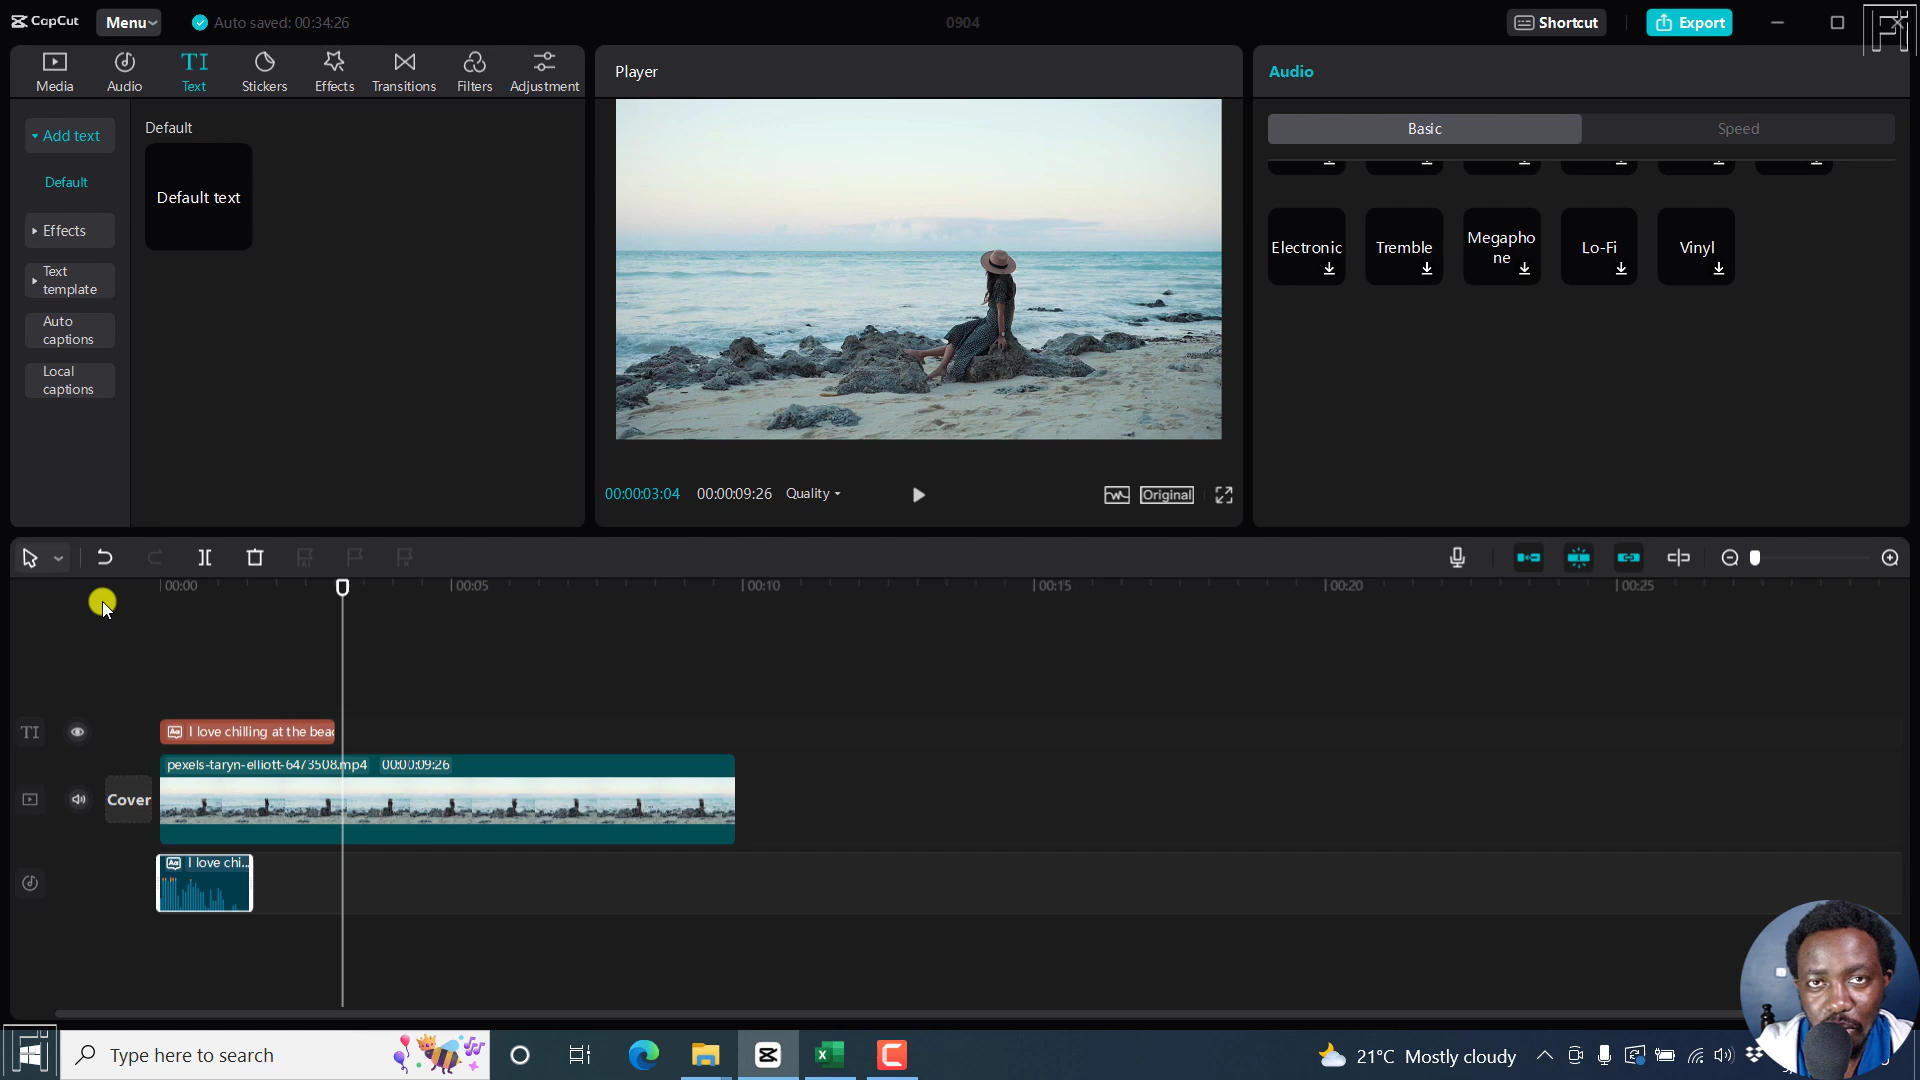 CapCut
Menu
Auto saved: 00:34:26
0904
Shortcut
Export
Media
Audio
TI
Text
Stickers
Effects
Transitions
Filters
Adjustment
Player
Audio
Add text
Default
Effects
Text
template
Auto
captions
Local
captions
Default
Default text
Basic
Speed
Electronic
Tremble
Megapho
ne
Lo-Fi
Vinyl
00:00:03:04
00:00:09:26
Quality
Original
00:00
00:05
00:10
00:15
00:20
00:25
TI
I love chilling at the beac
pexels-taryn-elliott-6473508.mp4 00:00:09:26
Cover
I love chi...
Type here to search
21°C Mostly cloudy